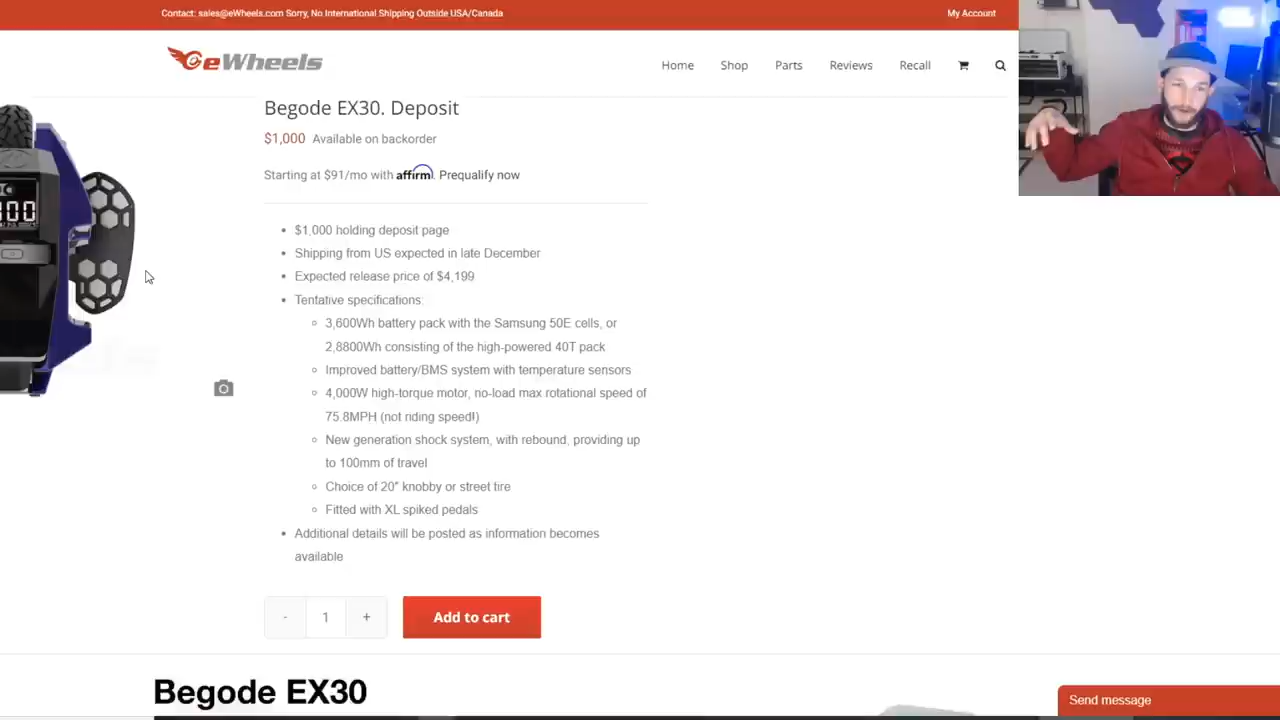 Contact: sales@eWheels.com Sorry, No International Shipping Outside USA/Canada
My Account
eWheels
Home
Shop
Parts
Reviews
Recall
Begode EX30. Deposit
$1,000 Available on backorder
Starting at $91/mo with affirm. Prequalify now
$1,000 holding deposit page
Shipping from US expected in late December
Expected release price of $4,199
Tentative specifications:
3,600Wh battery pack with the Samsung 50E cells, or
2,8800Wh consisting of the high-powered 40T pack
Improved battery/BMS system with temperature sensors
4,000W high-torque motor, no-load max rotational speed of
75.8MPH (not riding speed!)
New generation shock system, with rebound, providing up
to 100mm of travel
Choice of 20" knobby or street tire
Fitted with XL spiked pedals
Additional details will be posted as information becomes
available
- 1 +
Add to cart
Begode EX30
Send message